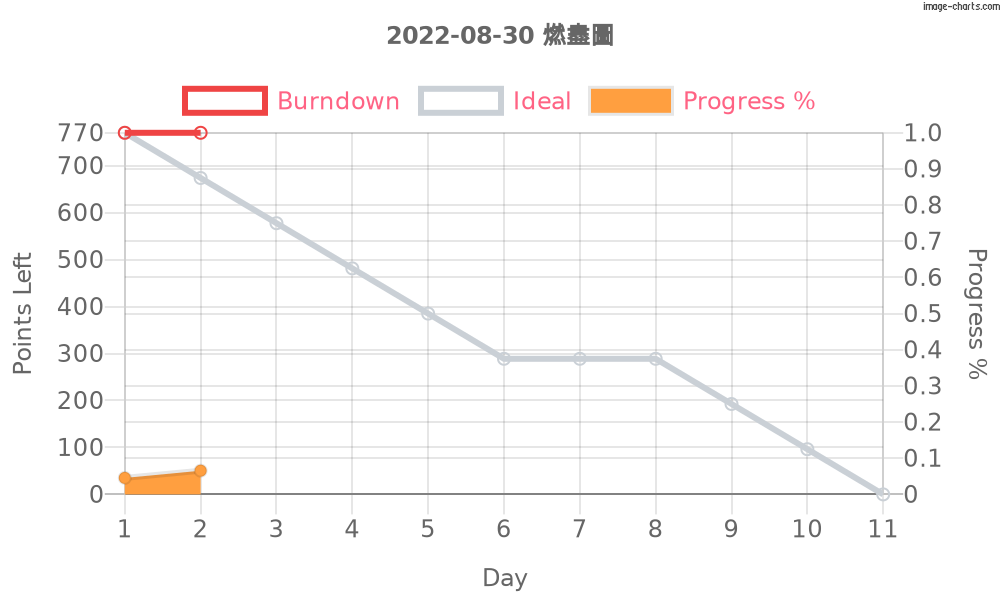 image-charts.com
2022-08-30 燃盡圖
Burndown Ideal Progress %
770
700
600
500
400
300
200
100
0
Points Left
1.0
0.9
0.8
0.7
0.6
0.5
0.4
0.3
0.2
0.1
0
Progress %
1 2 3 4 5 6 7 8 9 10 11
Day